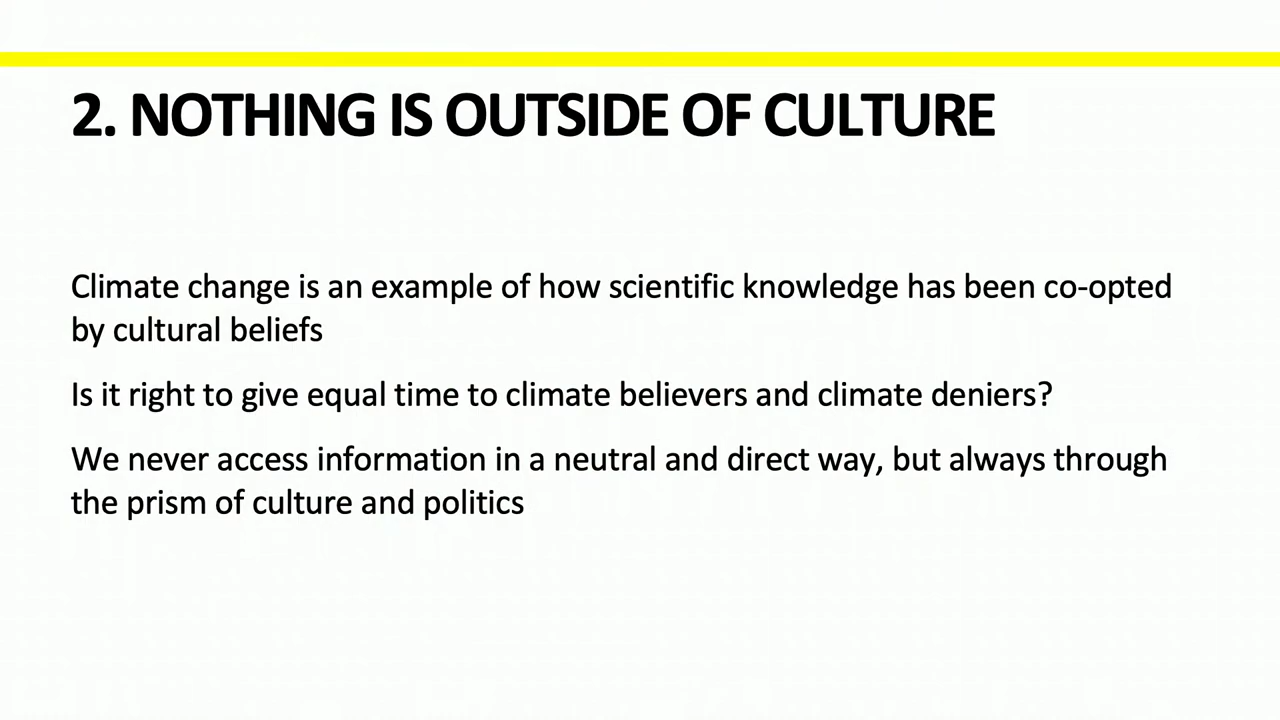 2. NOTHING IS OUTSIDE OF CULTURE
Climate change is an example of how scientific knowledge has been co-opted
by cultural beliefs
Is it right to give equal time to climate believers and climate deniers?
We never access information in a neutral and direct way, but always through
the prism of culture and politics